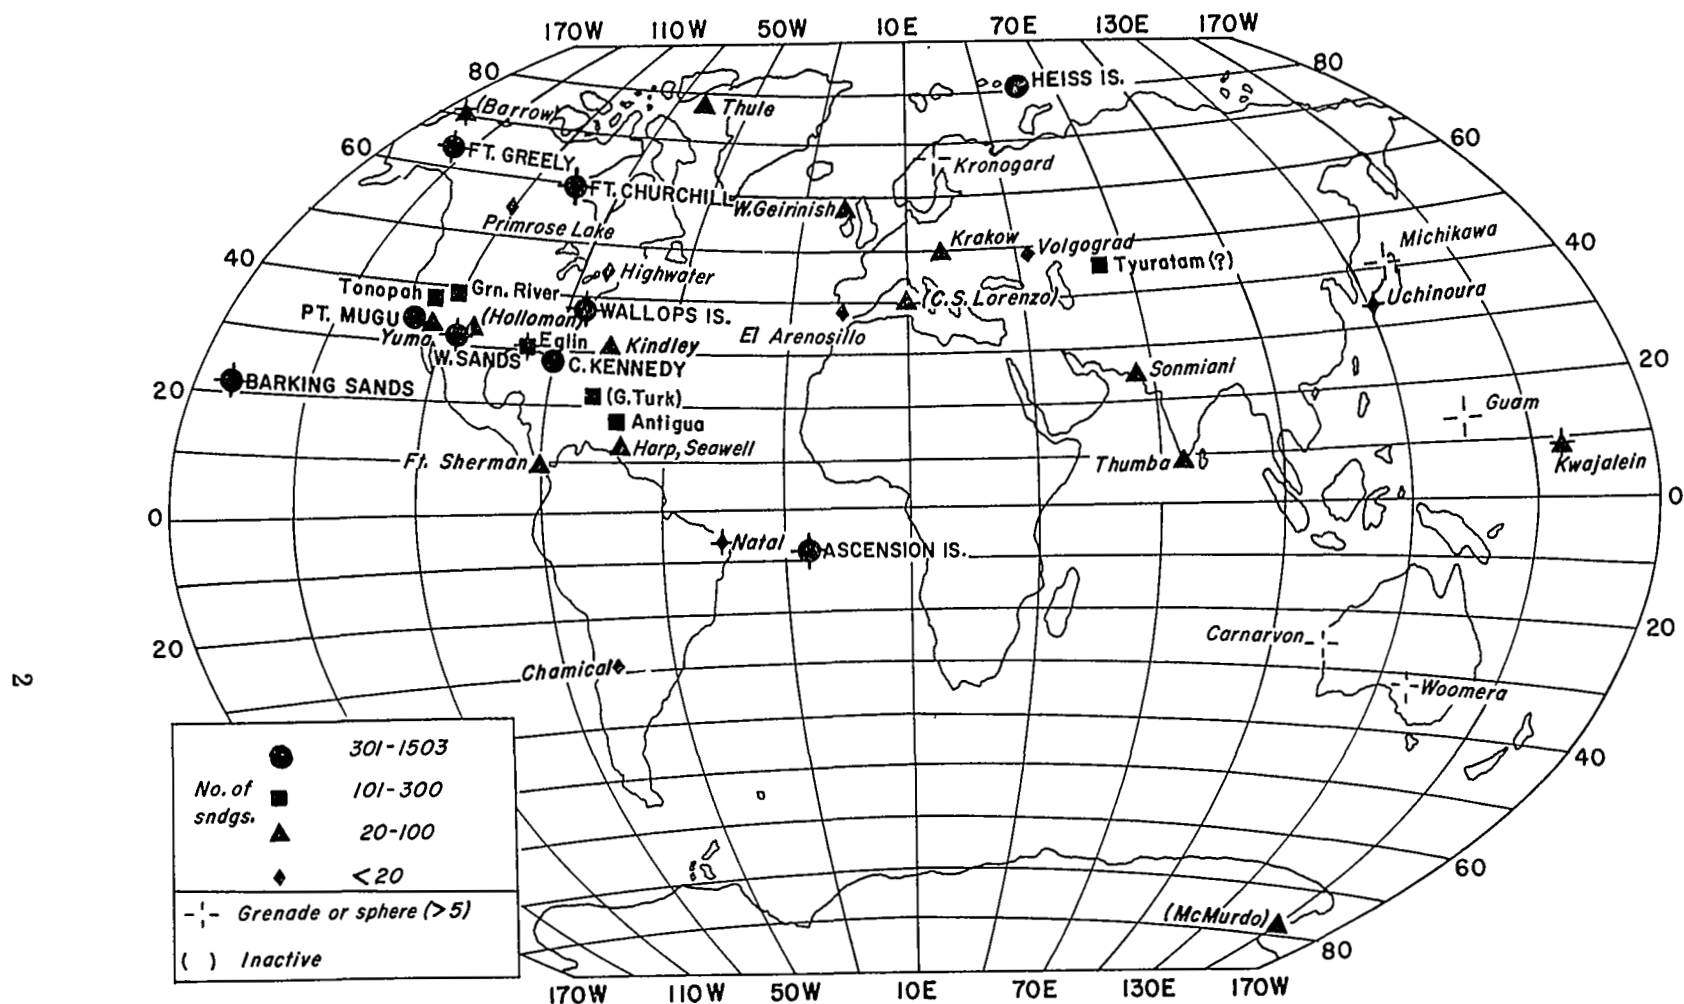 170W 110W 50W 10E 70E 130E 170W
80 80
HEISS IS.
(Barrow) Thule
60 60
FT. GREELY
Kronogard
FT. CHURCHILL
W. Geirinish
Primrose Lake
Krakow Volgograd Michikawa
40 40
Highwater Tyuratam (?)
Tonopah Grn. River (C.S. Lorenzo) Uchinoura
PT. MUGU (Holloman) WALLOPS IS.
Yuma Eglin Kindley El Arenosillo
W. SANDS C. KENNEDY Sonmiani
20 20
BARKING SANDS
(G. Turk) Guam
Antigua
Harp, Seawell
Ft. Sherman Thumba Kwajalein
0 0
Natal ASCENSION IS.
20 20
Carnarvon
Chamical Woomera
2
40
301-1503
No. of
sndgs.
101-300
20-100
<20
60
Grenade or sphere (>5)
(McMurdo)
( ) Inactive
80
170W 110W 50W 10E 70E 130E 170W